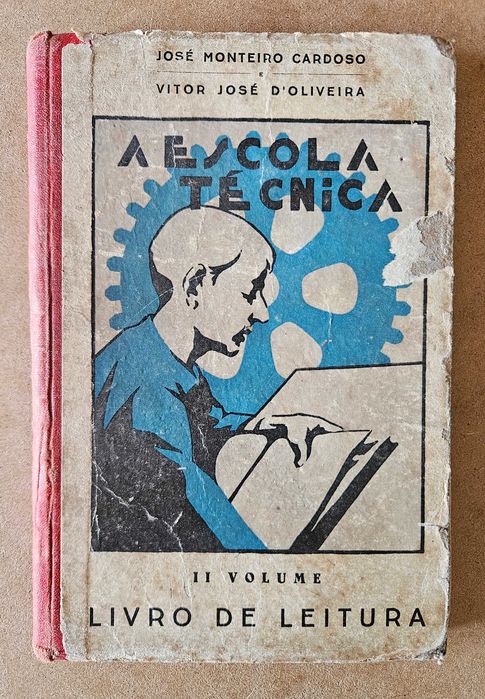 JOSÉ MONTEIRO CARDOSO
E
VITOR JOSÉ D'OLIVEIRA
A ESCOLA
TÉCNiCA
II VOLUME
LIVRO DE LEITURA